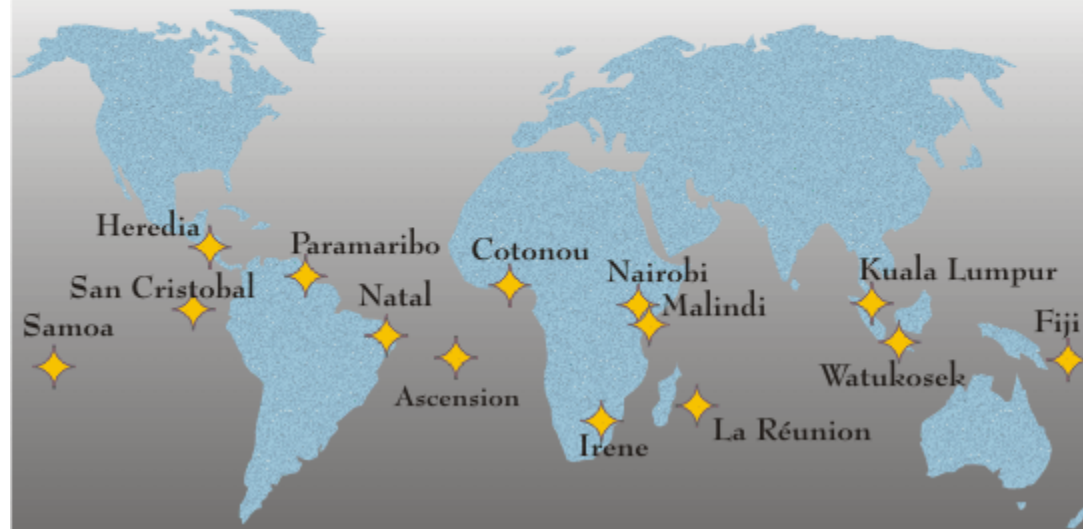 Heredia
Paramaribo
Cotonou
Nairobi
Kuala Lumpur
San Cristobal
Natal
Malindi
Fiji
Samoa
Watukosek
Ascension
La Réunion
Irene